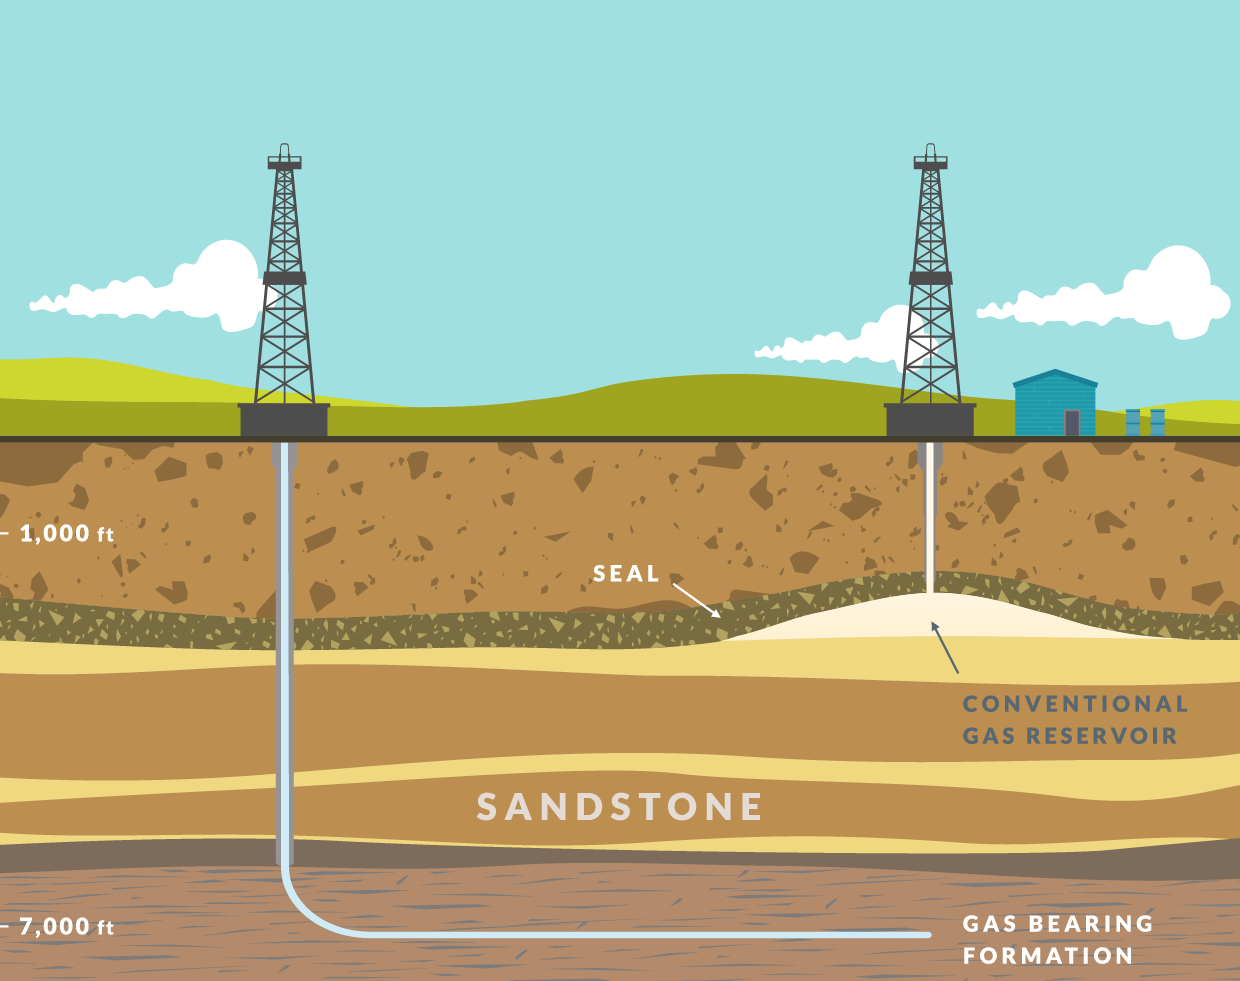 1,000 ft
SEAL
CONVENTIONAL
GAS RESERVOIR
SANDSTONE
7,000 ft
GAS BEARING
FORMATION